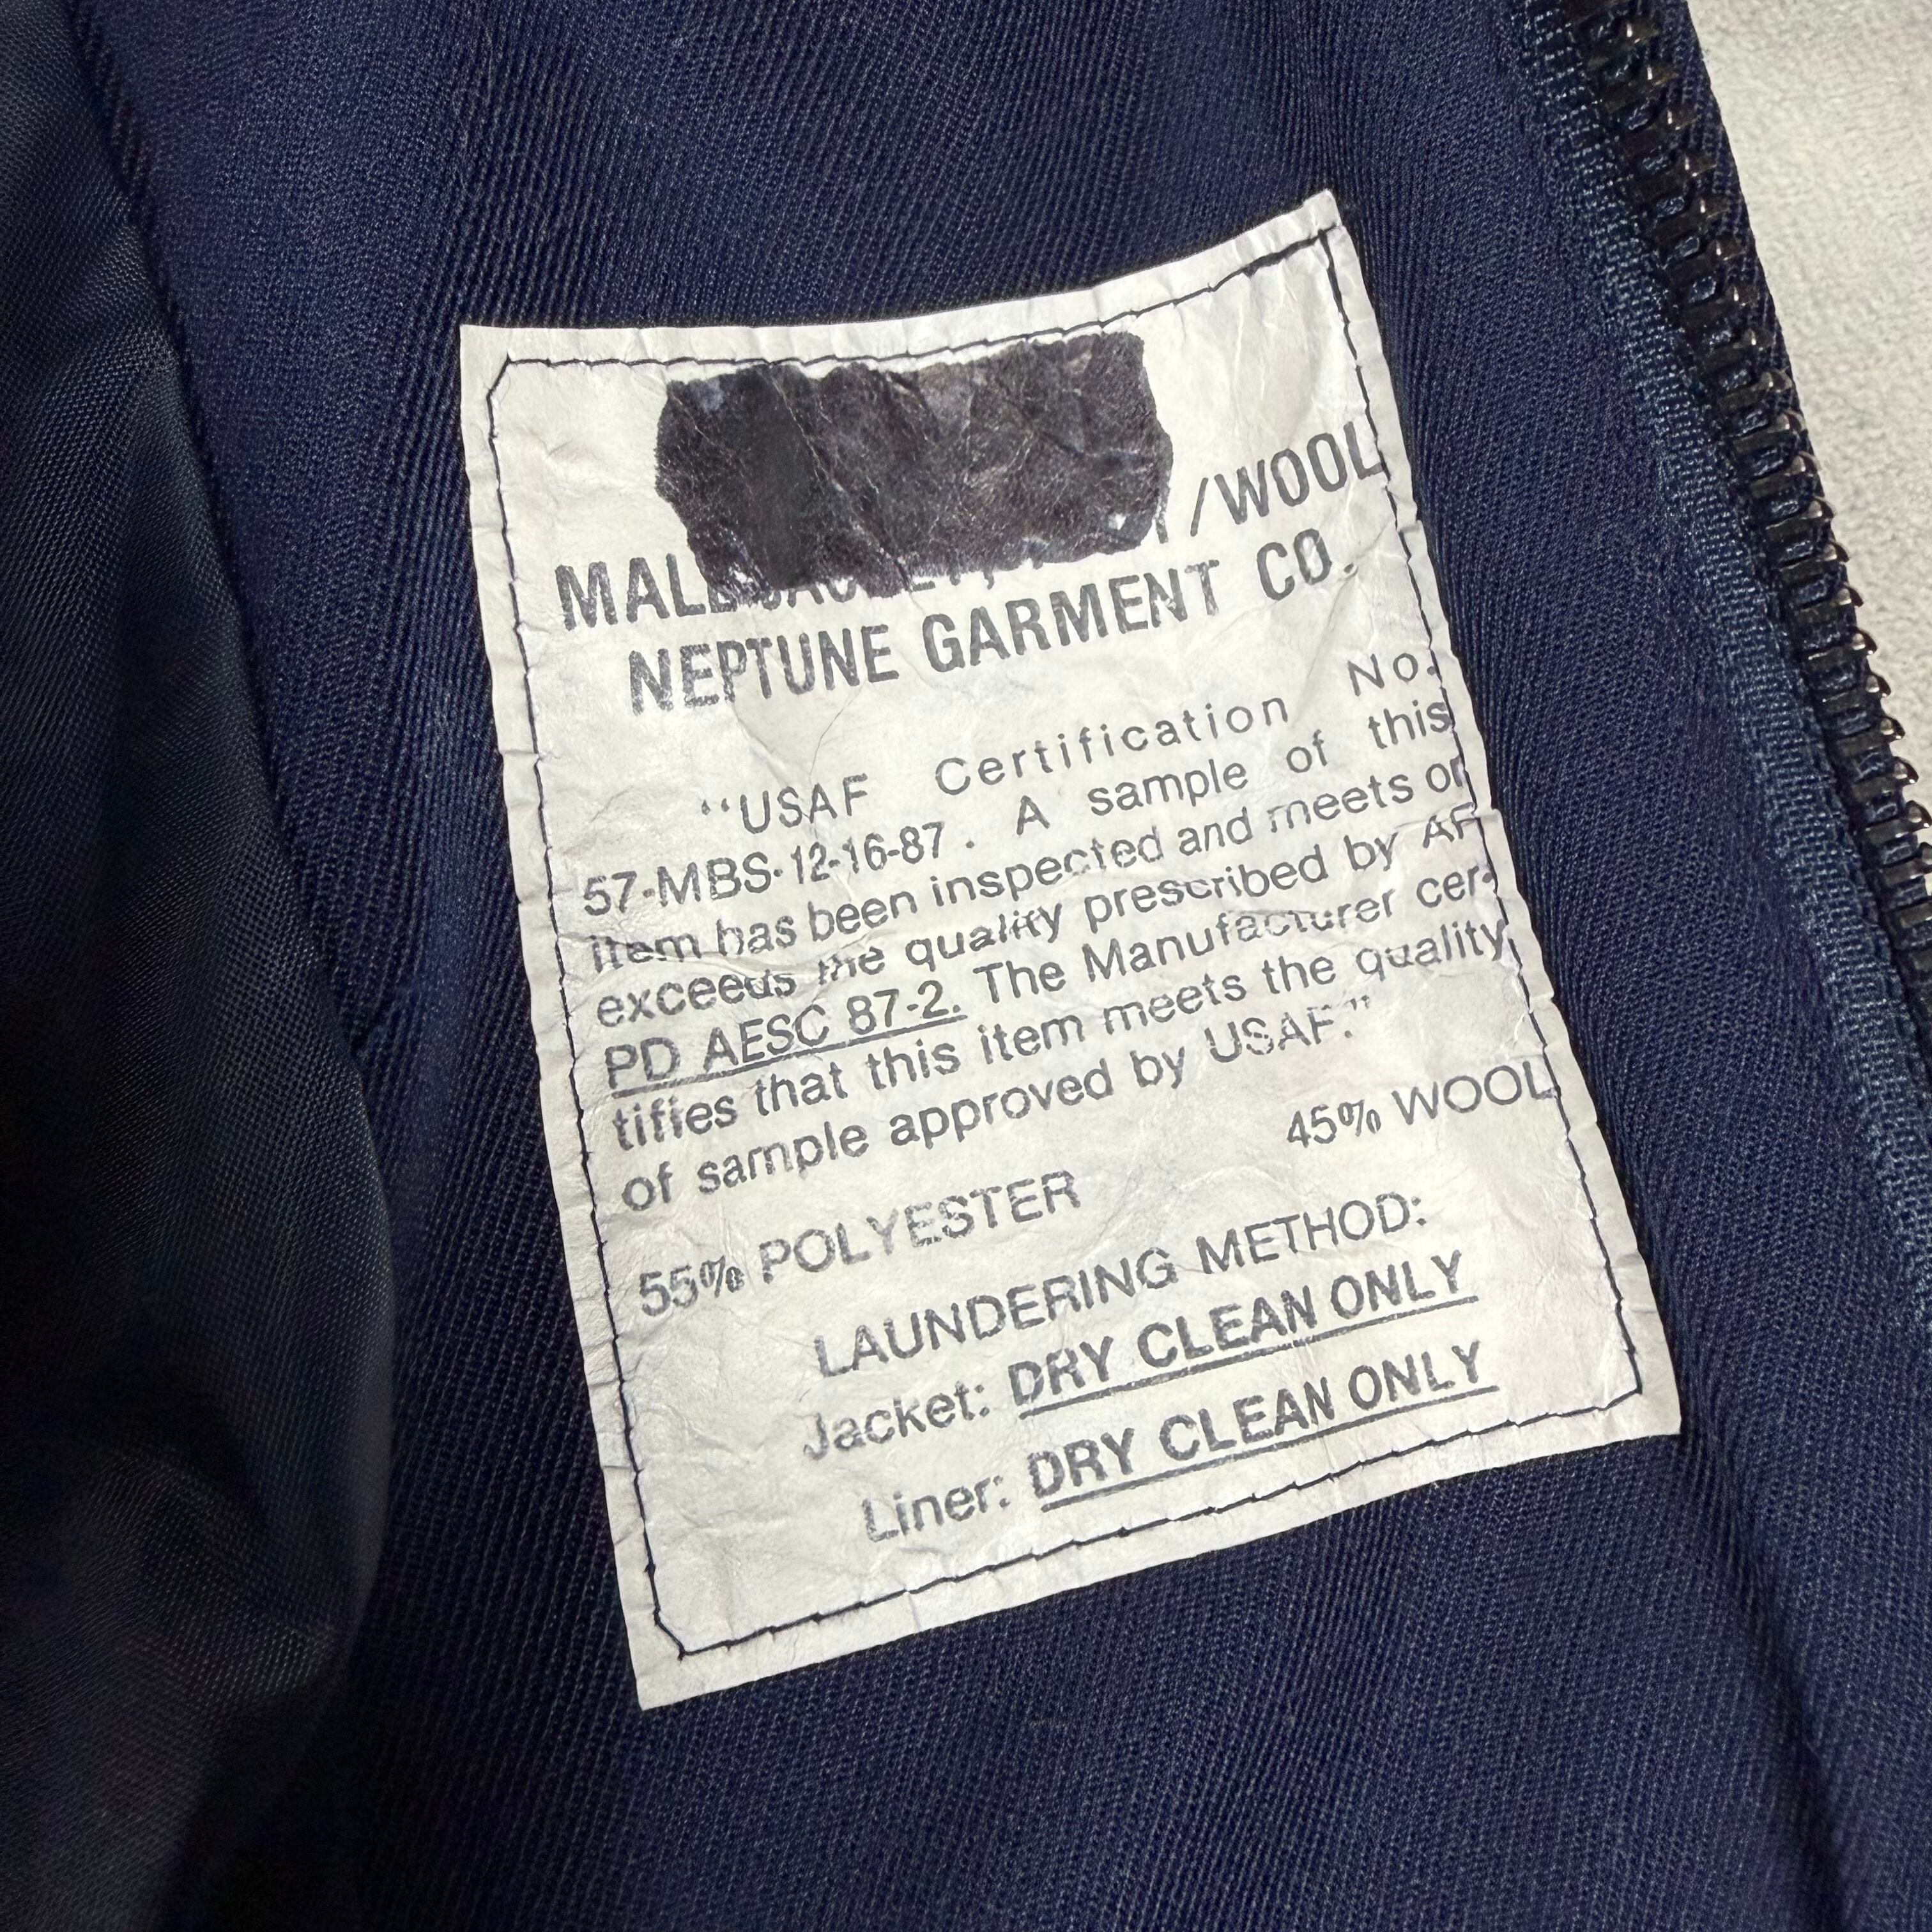 MALE JACKET, /WOOL
NEPTUNE GARMENT CO.
“USAF Certification No.
57-MBS-12-16-87. A sample of this
item has been inspected and meets or
exceeds the quality prescribed by AF
PD AESC 87-2. The Manufacturer cer-
tifies that this item meets the quality
of sample approved by USAF.”
55% POLYESTER 45% WOOL
LAUNDERING METHOD:
Jacket: DRY CLEAN ONLY
Liner: DRY CLEAN ONLY